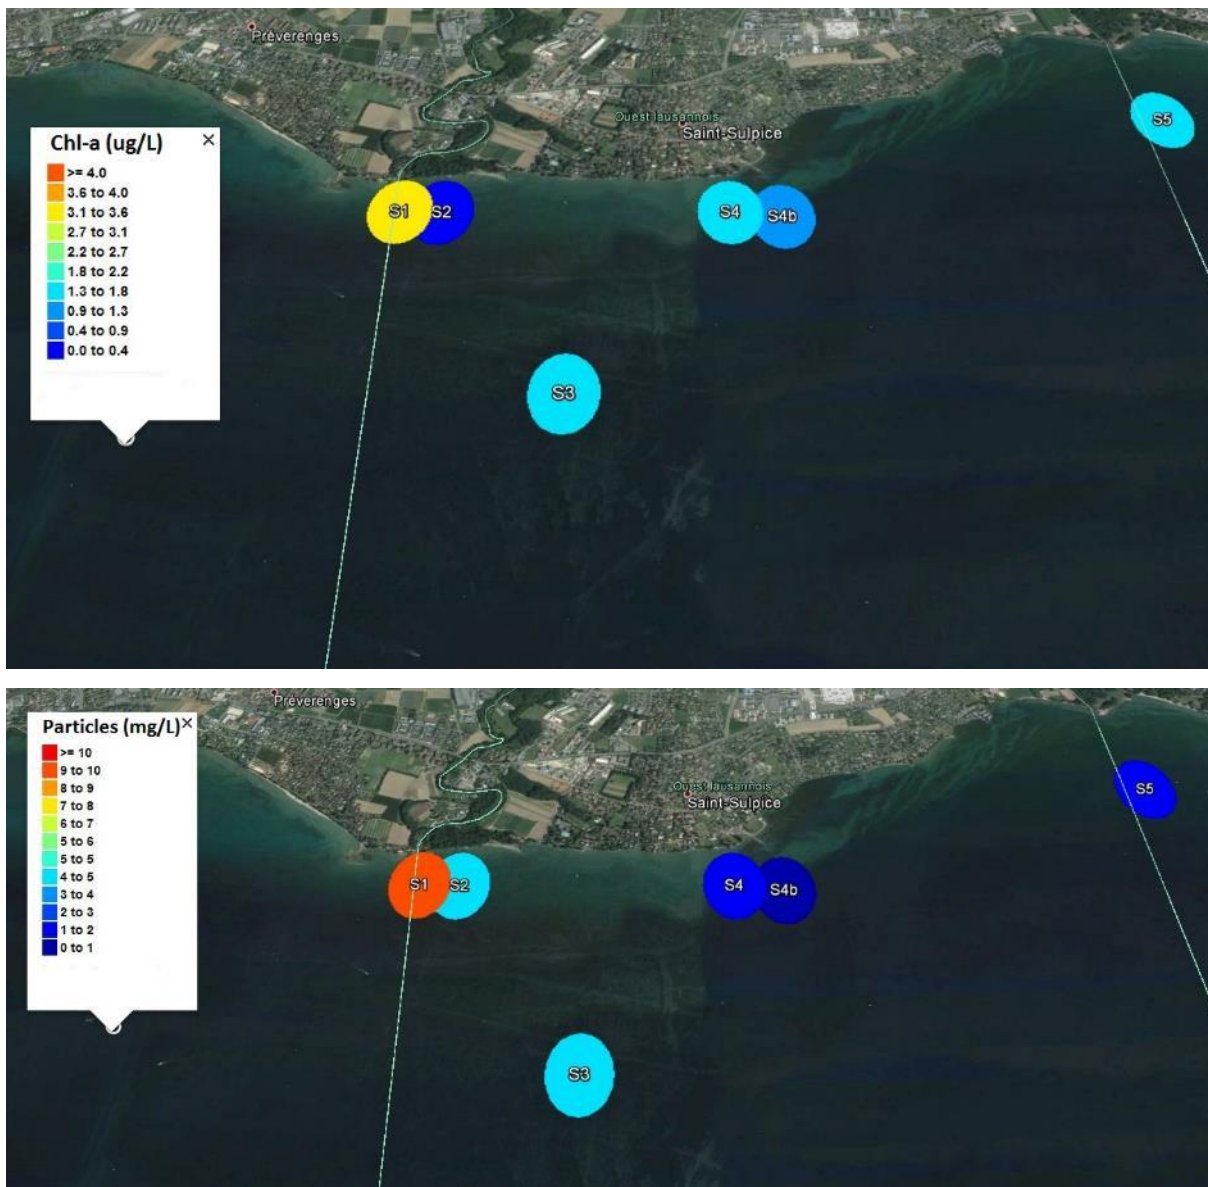 Préverenges
Ouest lausannois
Saint-Sulpice
S5
Chl-a (ug/L) ×
>= 4.0
3.6 to 4.0
3.1 to 3.6
2.7 to 3.1
2.2 to 2.7
1.8 to 2.2
1.3 to 1.8
0.9 to 1.3
0.4 to 0.9
0.0 to 0.4
S1
S2
S4
S4b
S3
Préverenges
Particles (mg/L) ×
>= 10
9 to 10
8 to 9
7 to 8
6 to 7
5 to 6
5 to 5
4 to 5
3 to 4
2 to 3
1 to 2
0 to 1
Ouest lausannois
Saint-Sulpice
S5
S1
S2
S4
S4b
S3